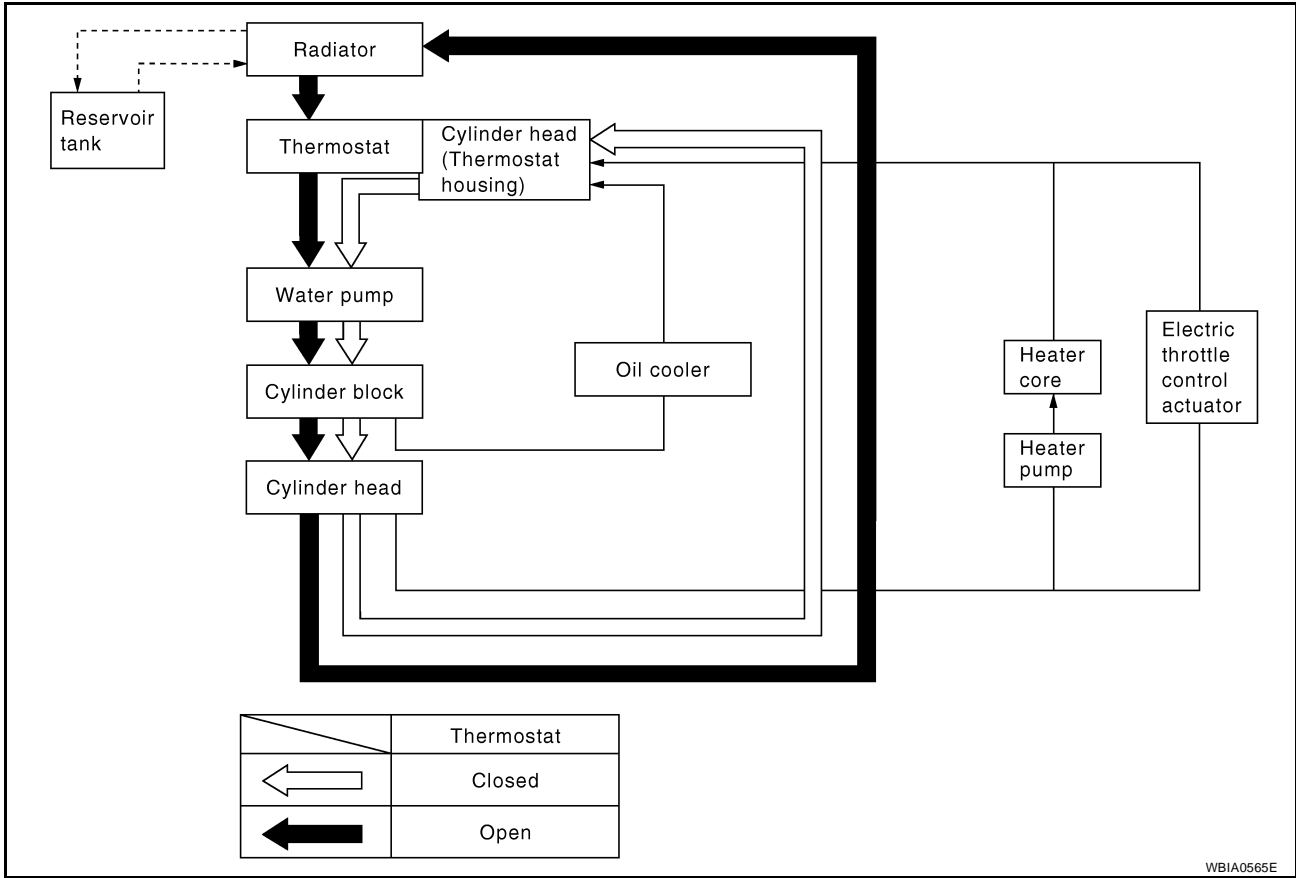 Radiator
Reservoir
tank
Thermostat
Cylinder head
(Thermostat
housing)
Water pump
Cylinder block
Oil cooler
Heater
core
Electric
throttle
control
actuator
Heater
pump
Cylinder head
Thermostat
Closed
Open
WBIA0565E